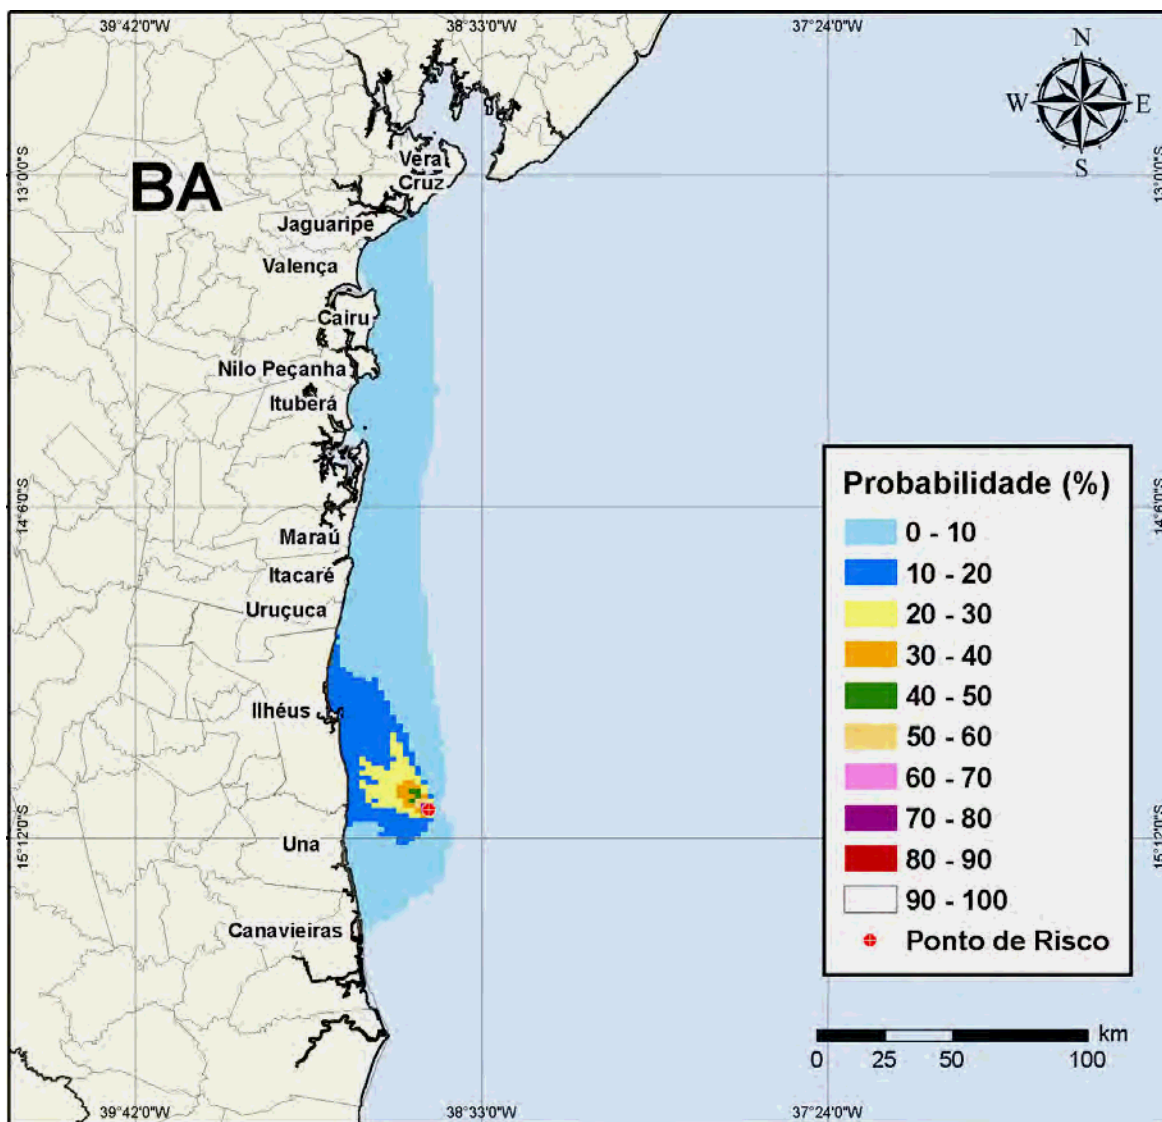 39°42'0"W
38°33'0"W
37°24'0"W
N
W
E
S
13°0'0"S
13°0'0"S
BA
Vera
Cruz
Jaguaripe
Valença
Cairu
Nilo Peçanha
Ituberá
14°6'0"S
14°6'0"S
Maraú
Itacaré
Uruçuca
Ilhéus
15°12'0"S
15°12'0"S
Una
Canavieiras
Probabilidade (%)
0 - 10
10 - 20
20 - 30
30 - 40
40 - 50
50 - 60
60 - 70
70 - 80
80 - 90
90 - 100
Ponto de Risco
km
0 25 50 100
39°42'0"W
38°33'0"W
37°24'0"W